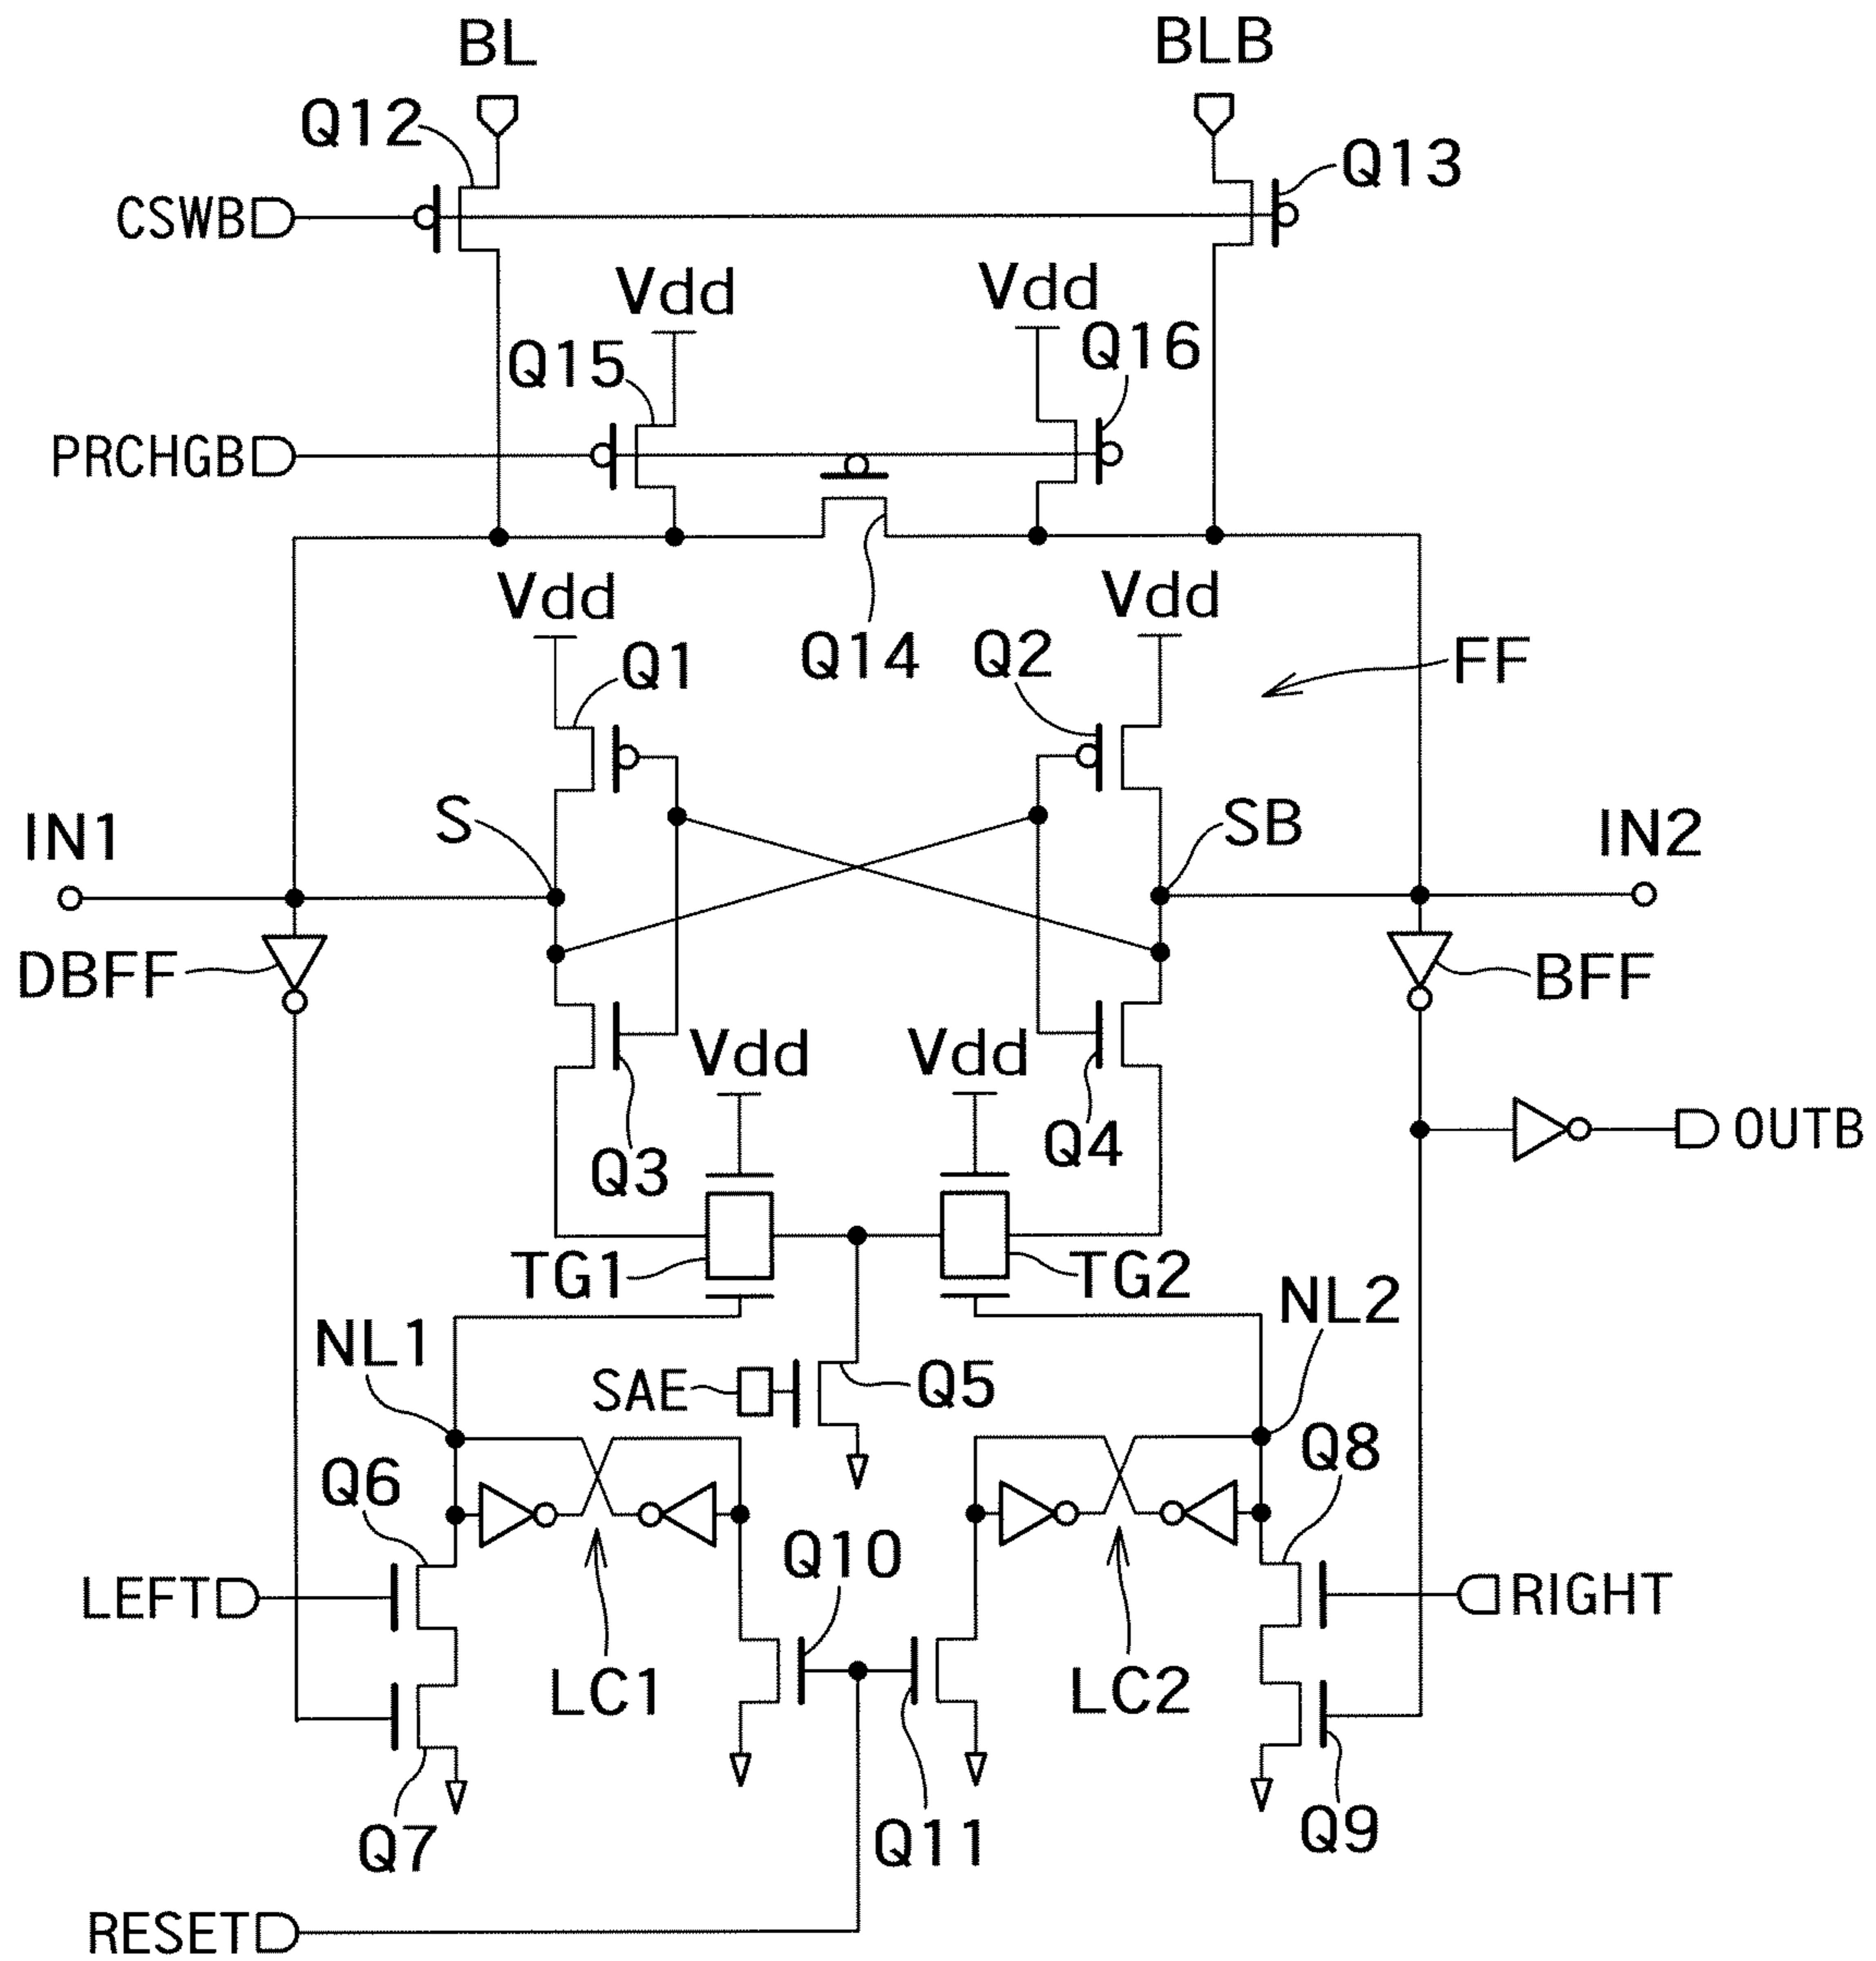 BL
BLB
Q12
Q13
CSWB
Vdd
Vdd
Q15
Q16
PRCHGB
Vdd
Vdd
Q1
Q14
Q2
FF
IN1
S
SB
IN2
DBFF
BFF
Vdd
Vdd
Q3
Q4
OUTB
TG1
TG2
NL1
NL2
SAE
Q5
Q6
Q8
Q10
LEFT
RIGHT
LC1
LC2
Q7
Q11
Q9
RESET